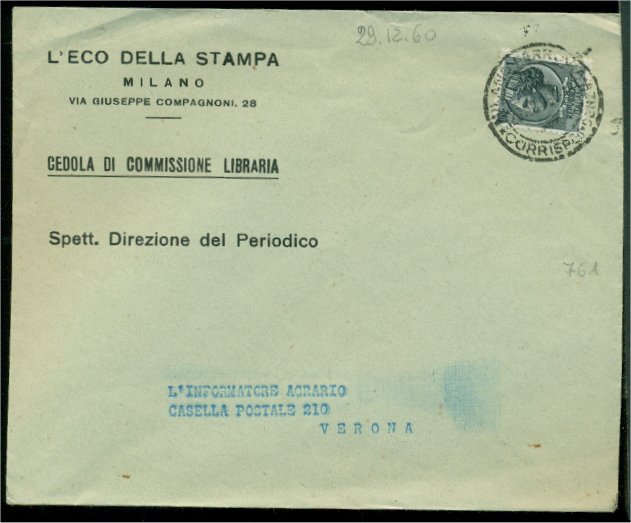 29.12.60
L'ECO DELLA STAMPA
MILANO
VIA GIUSEPPE COMPAGNONI. 28
CEDOLA DI COMMISSIONE LIBRARIA
Spett. Direzione del Periodico
761
L'INFORMATORE AGRARIO
CASELLA POSTALE 210
VERONA